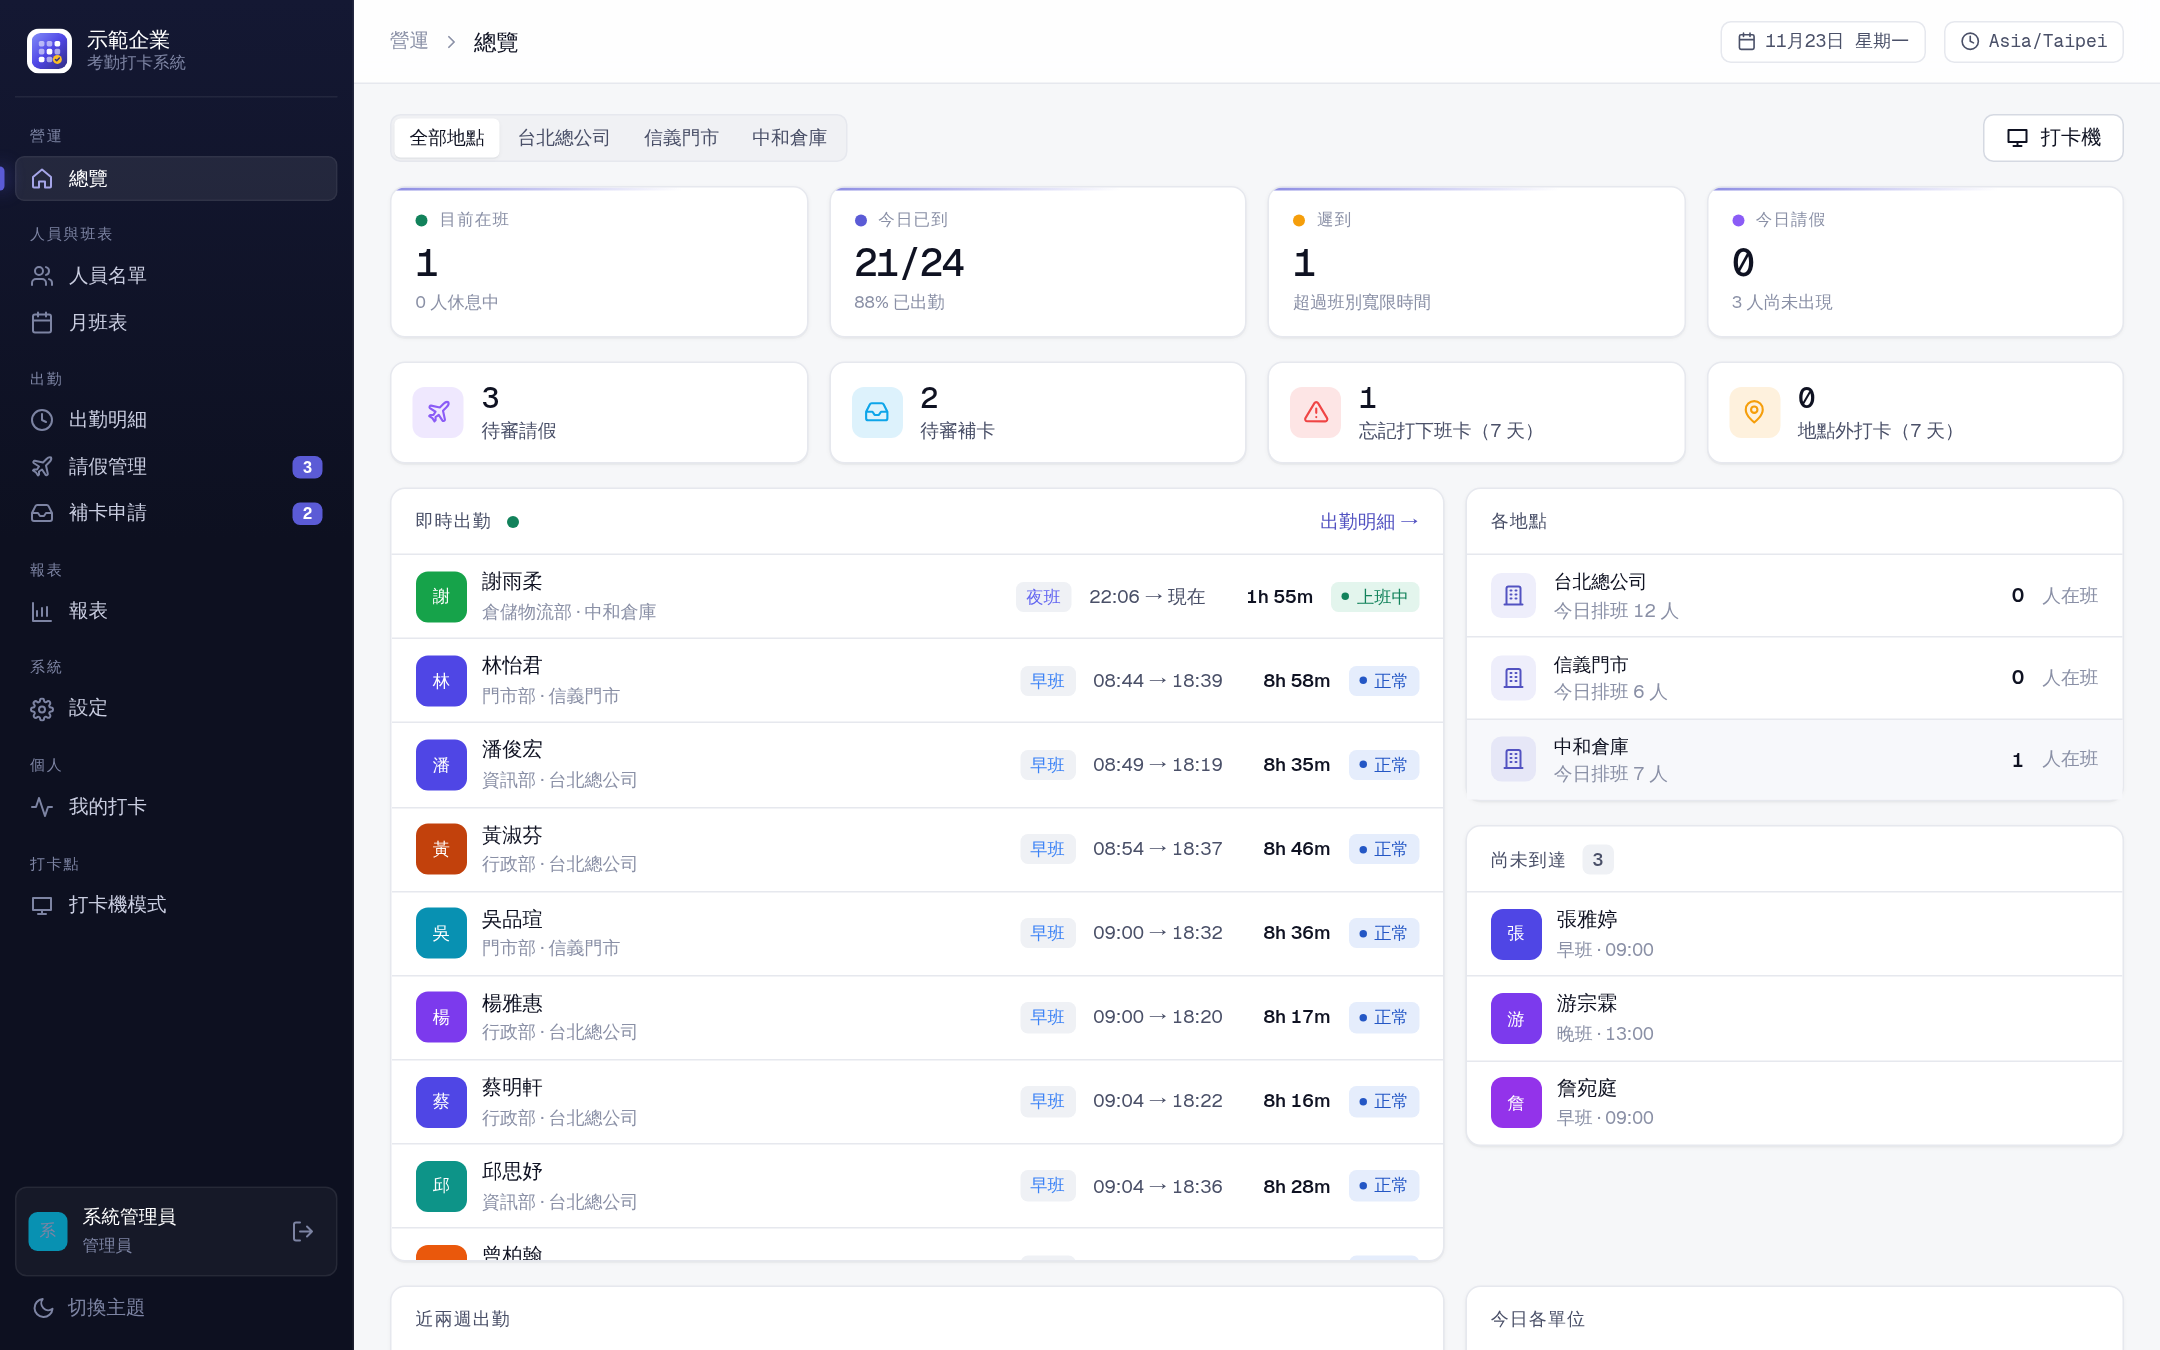 示範企業
考勤打卡系統
營運
總覽
人員與班表
人員名單
月班表
出勤
出勤明細
請假管理 3
補卡申請 2
報表
報表
系統
設定
個人
我的打卡
打卡點
打卡機模式
系 系統管理員
管理員
切換主題
營運 總覽
11月23日 星期一 Asia/Taipei
全部地點 台北總公司 信義門市 中和倉庫 打卡機
目前在班
1
0 人休息中
今日已到
21/24
88% 已出勤
遲到
1
超過班別寬限時間
今日請假
0
3 人尚未出現
3
待審請假
2
待審補卡
1
忘記打下班卡（7 天）
0
地點外打卡（7 天）
即時出勤 出勤明細 →
謝 謝雨柔 夜班 22:06 → 現在 1h 55m 上班中
倉儲物流部 · 中和倉庫
林 林怡君 早班 08:44 → 18:39 8h 58m 正常
門市部 · 信義門市
潘 潘俊宏 早班 08:49 → 18:19 8h 35m 正常
資訊部 · 台北總公司
黃 黃淑芬 早班 08:54 → 18:37 8h 46m 正常
行政部 · 台北總公司
吳 吳品瑄 早班 09:00 → 18:32 8h 36m 正常
門市部 · 信義門市
楊 楊雅惠 早班 09:00 → 18:20 8h 17m 正常
行政部 · 台北總公司
蔡 蔡明軒 早班 09:04 → 18:22 8h 16m 正常
行政部 · 台北總公司
邱 邱思妤 早班 09:04 → 18:36 8h 28m 正常
資訊部 · 台北總公司
曾柏翰
各地點
台北總公司 0 人在班
今日排班 12 人
信義門市 0 人在班
今日排班 6 人
中和倉庫 1 人在班
今日排班 7 人
尚未到達 3
張 張雅婷
早班 · 09:00
游 游宗霖
晚班 · 13:00
詹 詹宛庭
早班 · 09:00
近兩週出勤
今日各單位